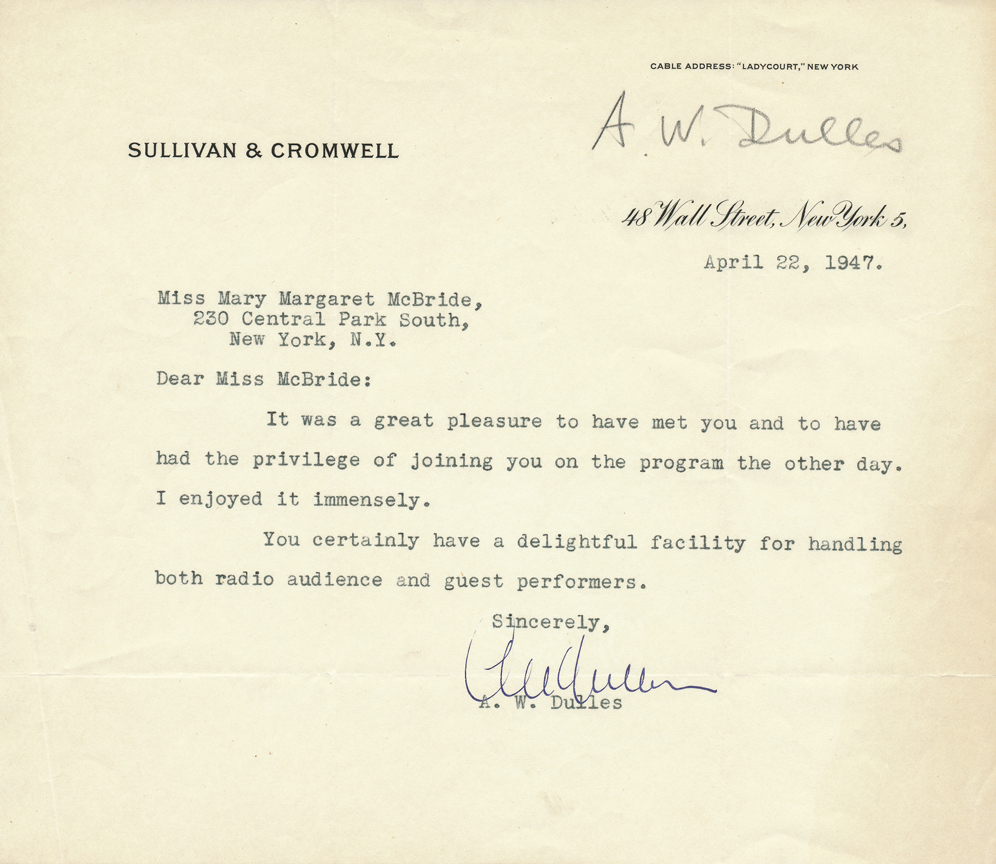 CABLE ADDRESS: "LADYCOURT," NEW YORK
A. W. Dulles
SULLIVAN & CROMWELL
48 Wall Street, New York 5,
April 22, 1947.
Miss Mary Margaret McBride,
230 Central Park South,
New York, N.Y.
Dear Miss McBride:
It was a great pleasure to have met you and to have
had the privilege of joining you on the program the other day.
I enjoyed it immensely.
You certainly have a delightful facility for handling
both radio audience and guest performers.
Sincerely,
A. W. Dulles